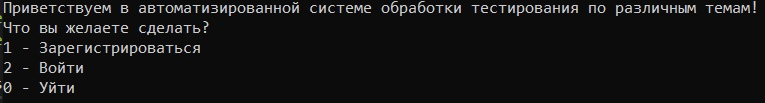 Приветствуем в автоматизированной системе обработки тестирования по различным темам!
Что вы желаете сделать?
1 - Зарегистрироваться
2 - Войти
0 - Уйти